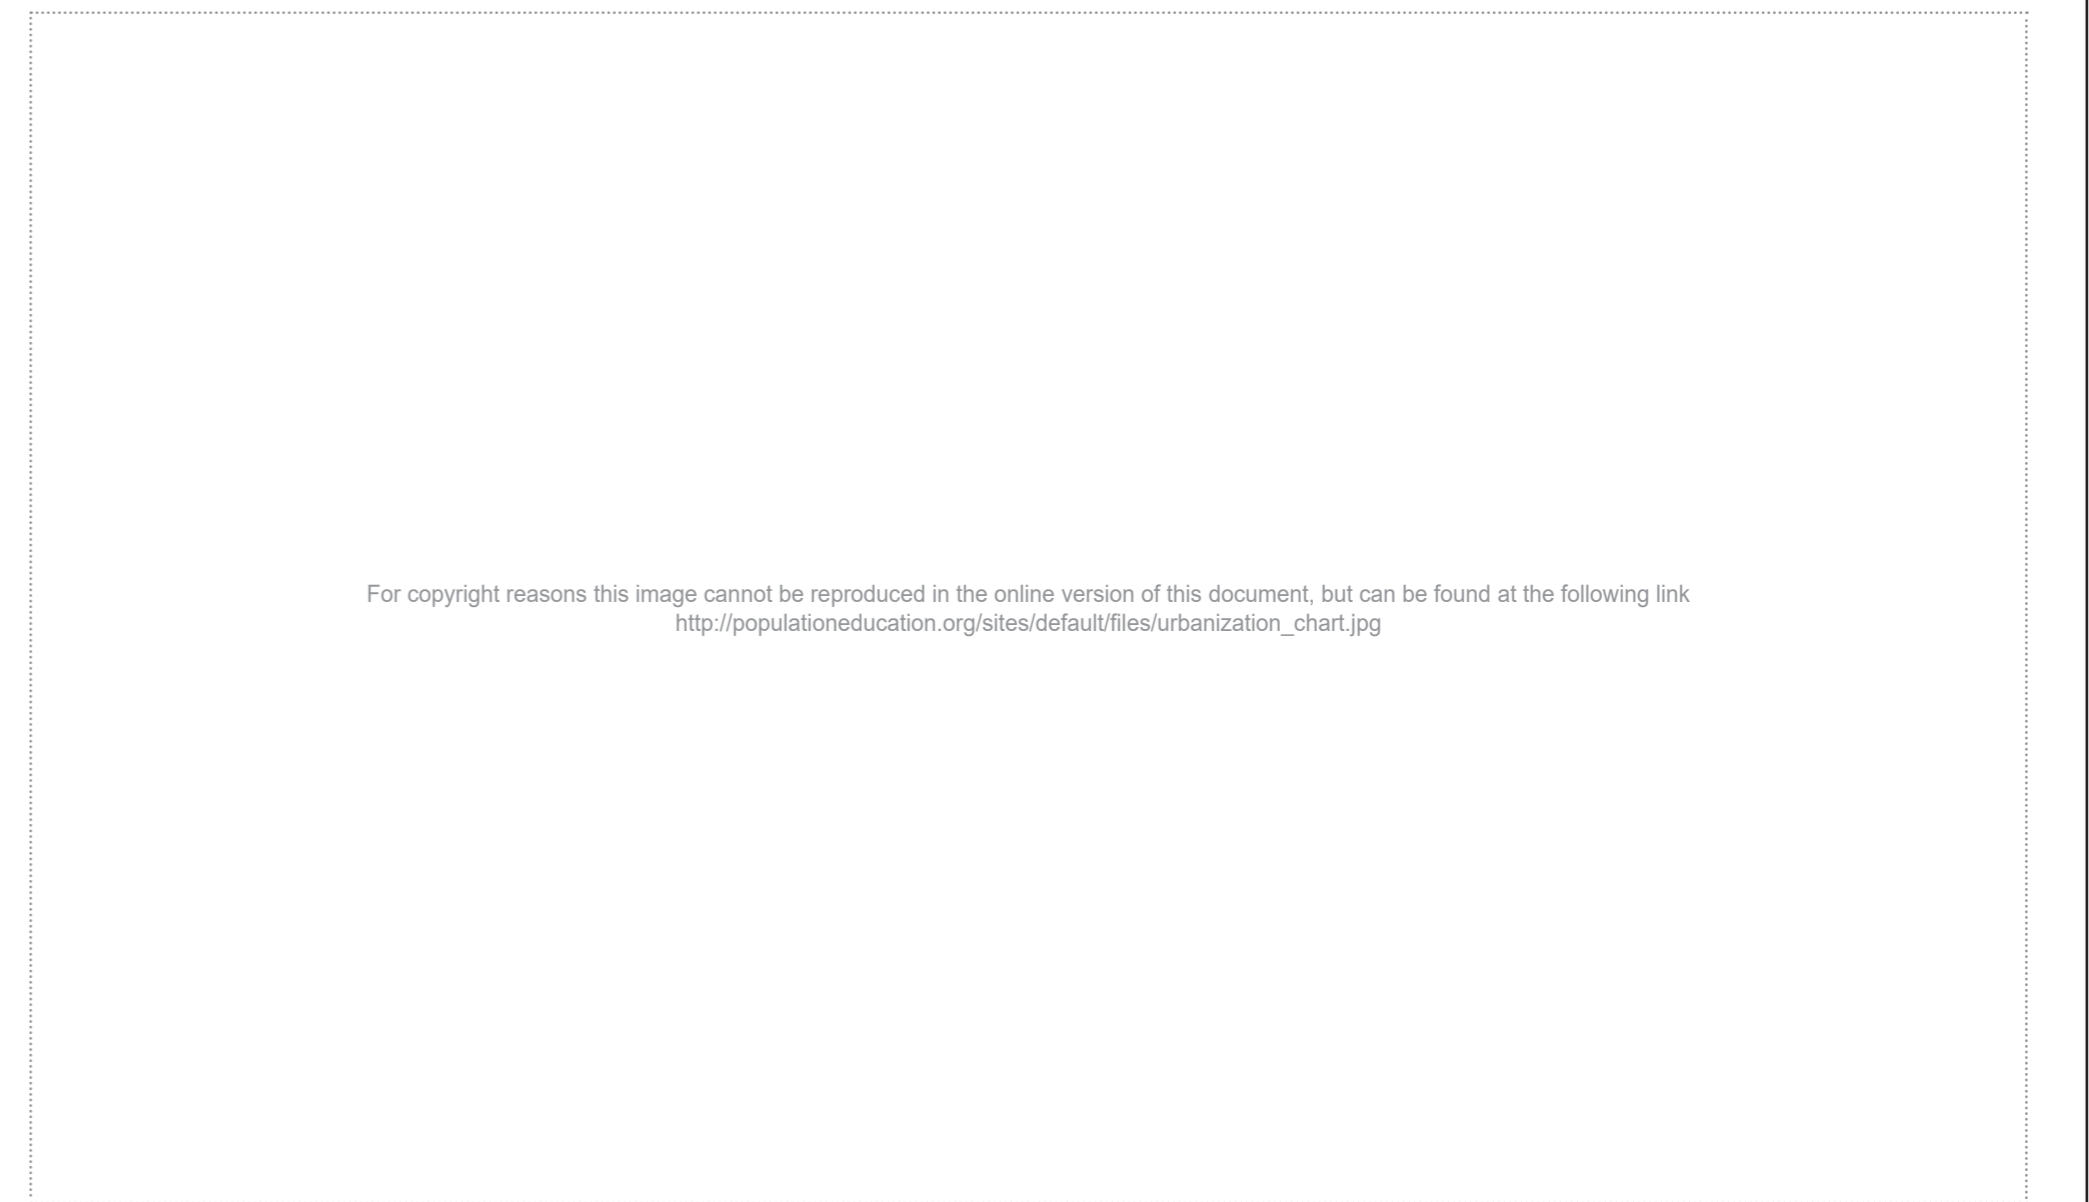 For copyright reasons this image cannot be reproduced in the online version of this document, but can be found at the following link
http://populationeducation.org/sites/default/files/urbanization_chart.jpg